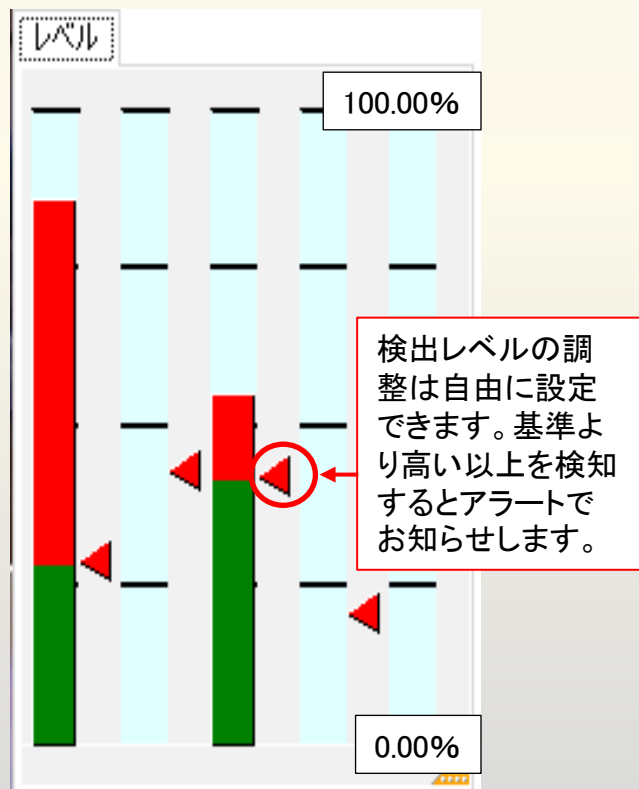 レベル
100.00%
検出レベルの調
整は自由に設定
できます。基準よ
り高い以上を検知
するとアラートで
お知らせします。
0.00%